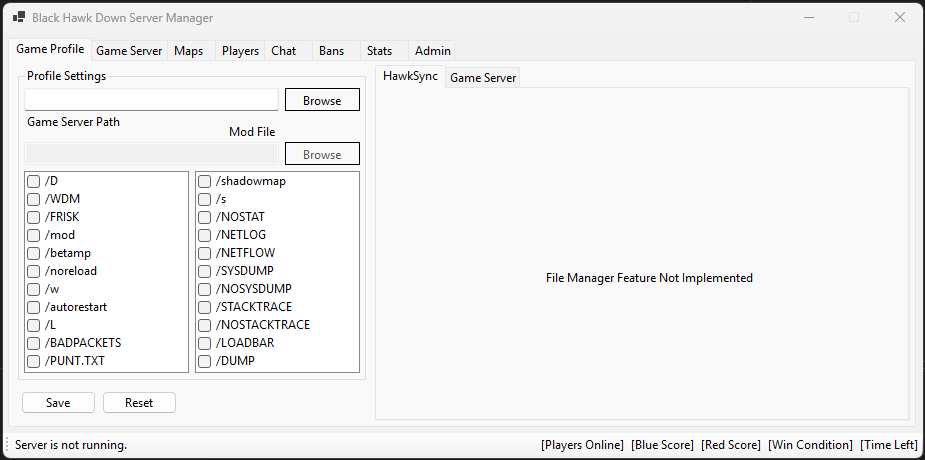 Black Hawk Down Server Manager
Game Profile Game Server Maps Players Chat Bans Stats Admin
Profile Settings
Browse
Game Server Path
Mod File
Browse
/D
/WDM
/FRISK
/mod
/betamp
/noreload
/w
/autorestart
/L
/BADPACKETS
/PUNT.TXT
/shadowmap
/s
/NOSTAT
/NETLOG
/NETFLOW
/SYSDUMP
/NOSYSDUMP
/STACKTRACE
/NOSTACKTRACE
/LOADBAR
/DUMP
Save Reset
HawkSync Game Server
File Manager Feature Not Implemented
Server is not running. [Players Online] [Blue Score] [Red Score] [Win Condition] [Time Left]